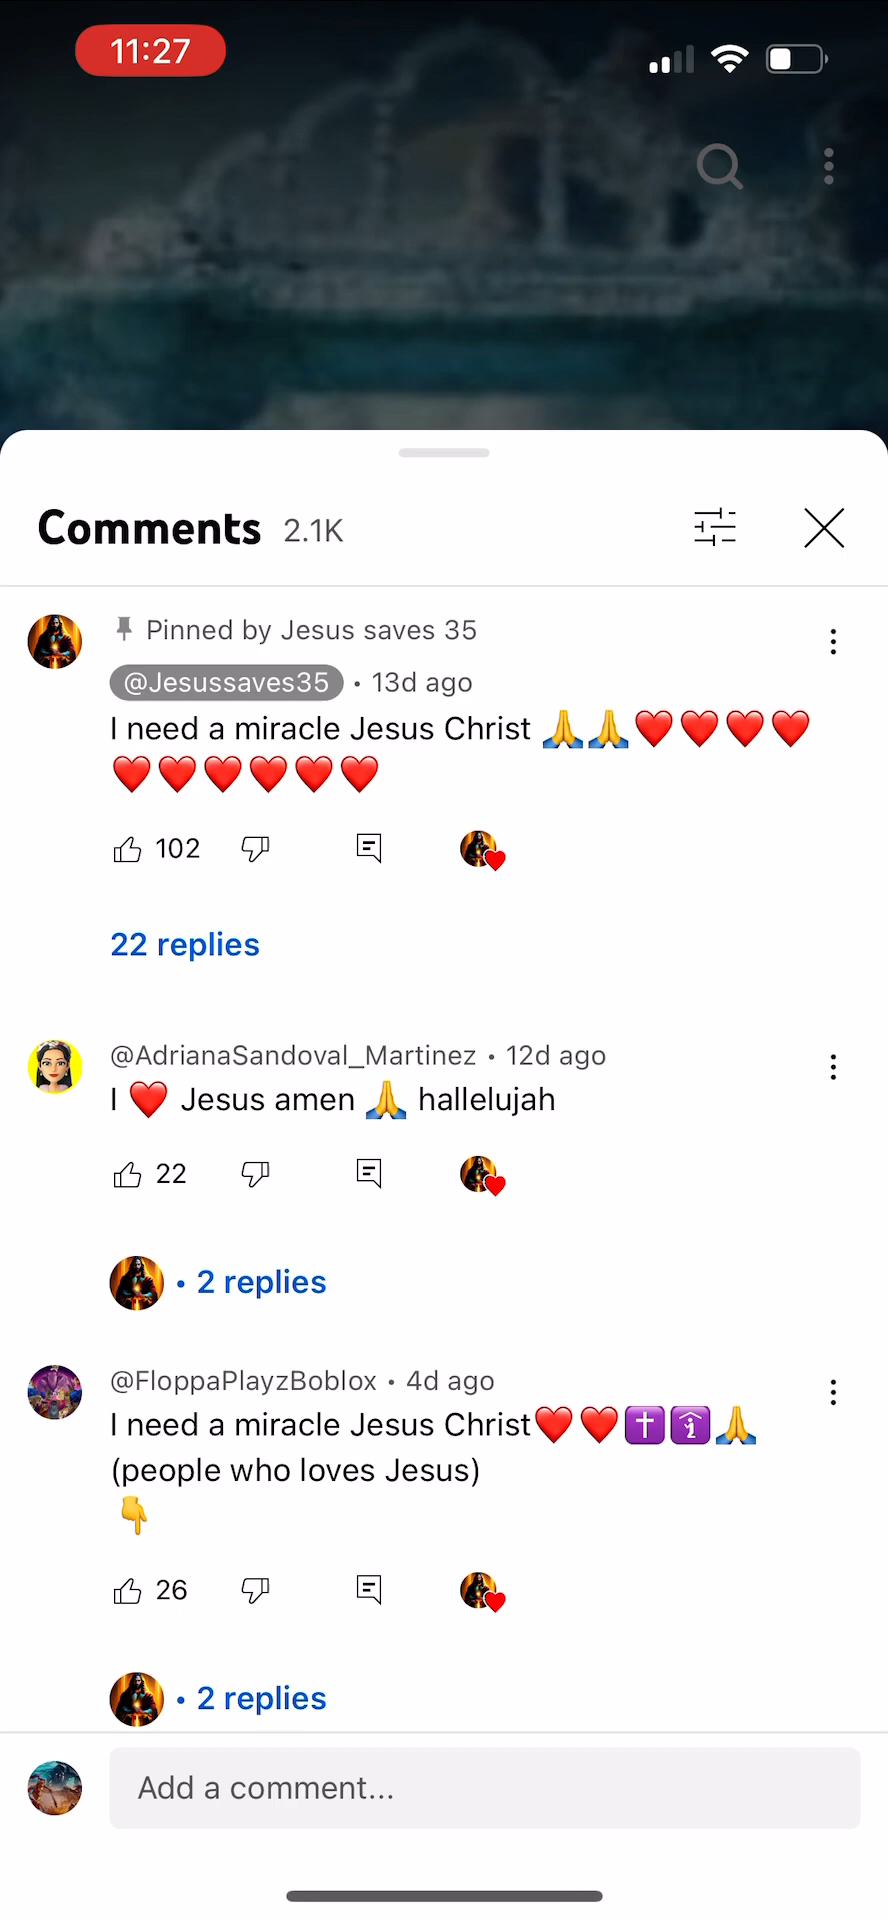 11:27
Comments 2.1K
Pinned by Jesus saves 35
@Jesussaves35 • 13d ago
I need a miracle Jesus Christ 🙏🙏❤️❤️❤️❤️
❤️❤️❤️❤️❤️❤️
102
22 replies
@AdrianaSandoval_Martinez • 12d ago
I ❤️ Jesus amen 🙏 hallelujah
22
• 2 replies
@FloppaPlayzBoblox • 4d ago
I need a miracle Jesus Christ❤️❤️✝️🛐🙏
(people who loves Jesus)
👇
26
• 2 replies
Add a comment...